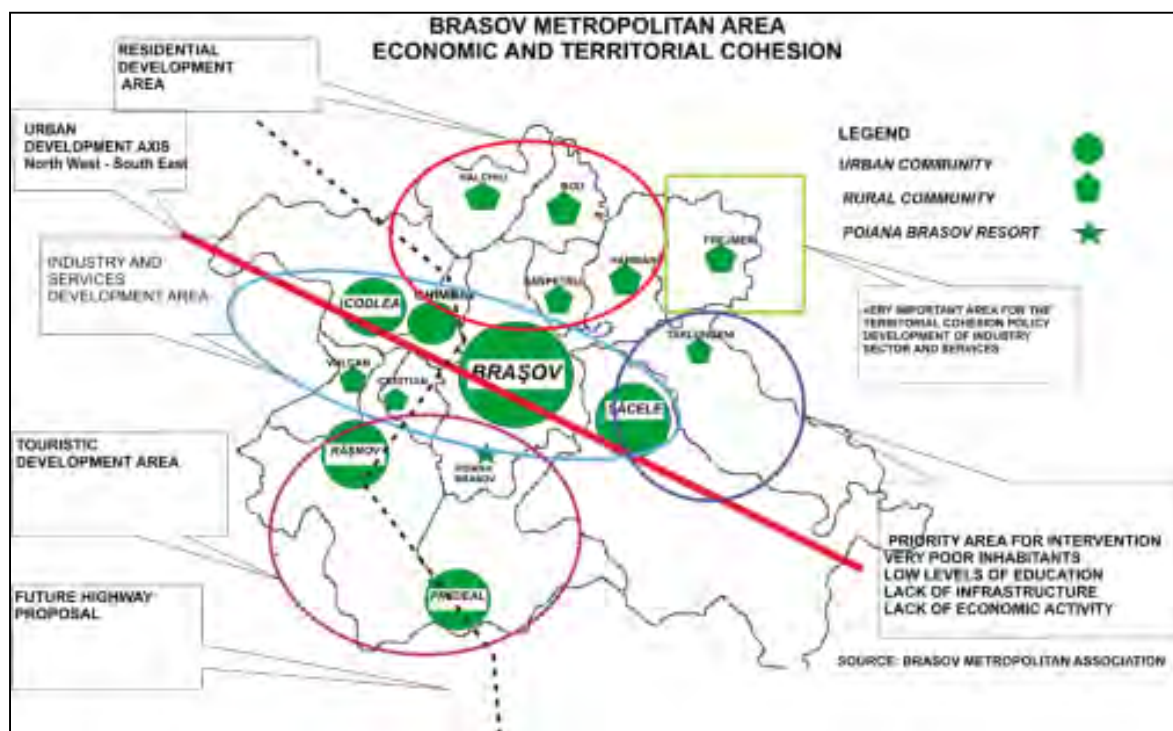 BRASOV METROPOLITAN AREA
ECONOMIC AND TERRITORIAL COHESION
RESIDENTIAL
DEVELOPMENT
AREA
URBAN
DEVELOPMENT AXIS
North West - South East
INDUSTRY AND
SERVICES
DEVELOPMENT AREA
TOURISTIC
DEVELOPMENT AREA
FUTURE HIGHWAY
PROPOSAL
LEGEND
URBAN COMMUNITY
RURAL COMMUNITY
POIANA BRASOV RESORT
HALCHIU
BOD
HARMAN
SANPETRU
PREJMER
TARLUNGENI
CODLEA
GHIMBAV
BRAŞOV
VULCAN
CRISTIAN
SĂCELE
RÂŞNOV
POIANA
BRASOV
PREDEAL
VERY IMPORTANT AREA FOR THE
TERRITORIAL COHESION POLICY
DEVELOPMENT OF INDUSTRY
SECTOR AND SERVICES
PRIORITY AREA FOR INTERVENTION
VERY POOR INHABITANTS
LOW LEVELS OF EDUCATION
LACK OF INFRASTRUCTURE
LACK OF ECONOMIC ACTIVITY
SOURCE: BRASOV METROPOLITAN ASSOCIATION